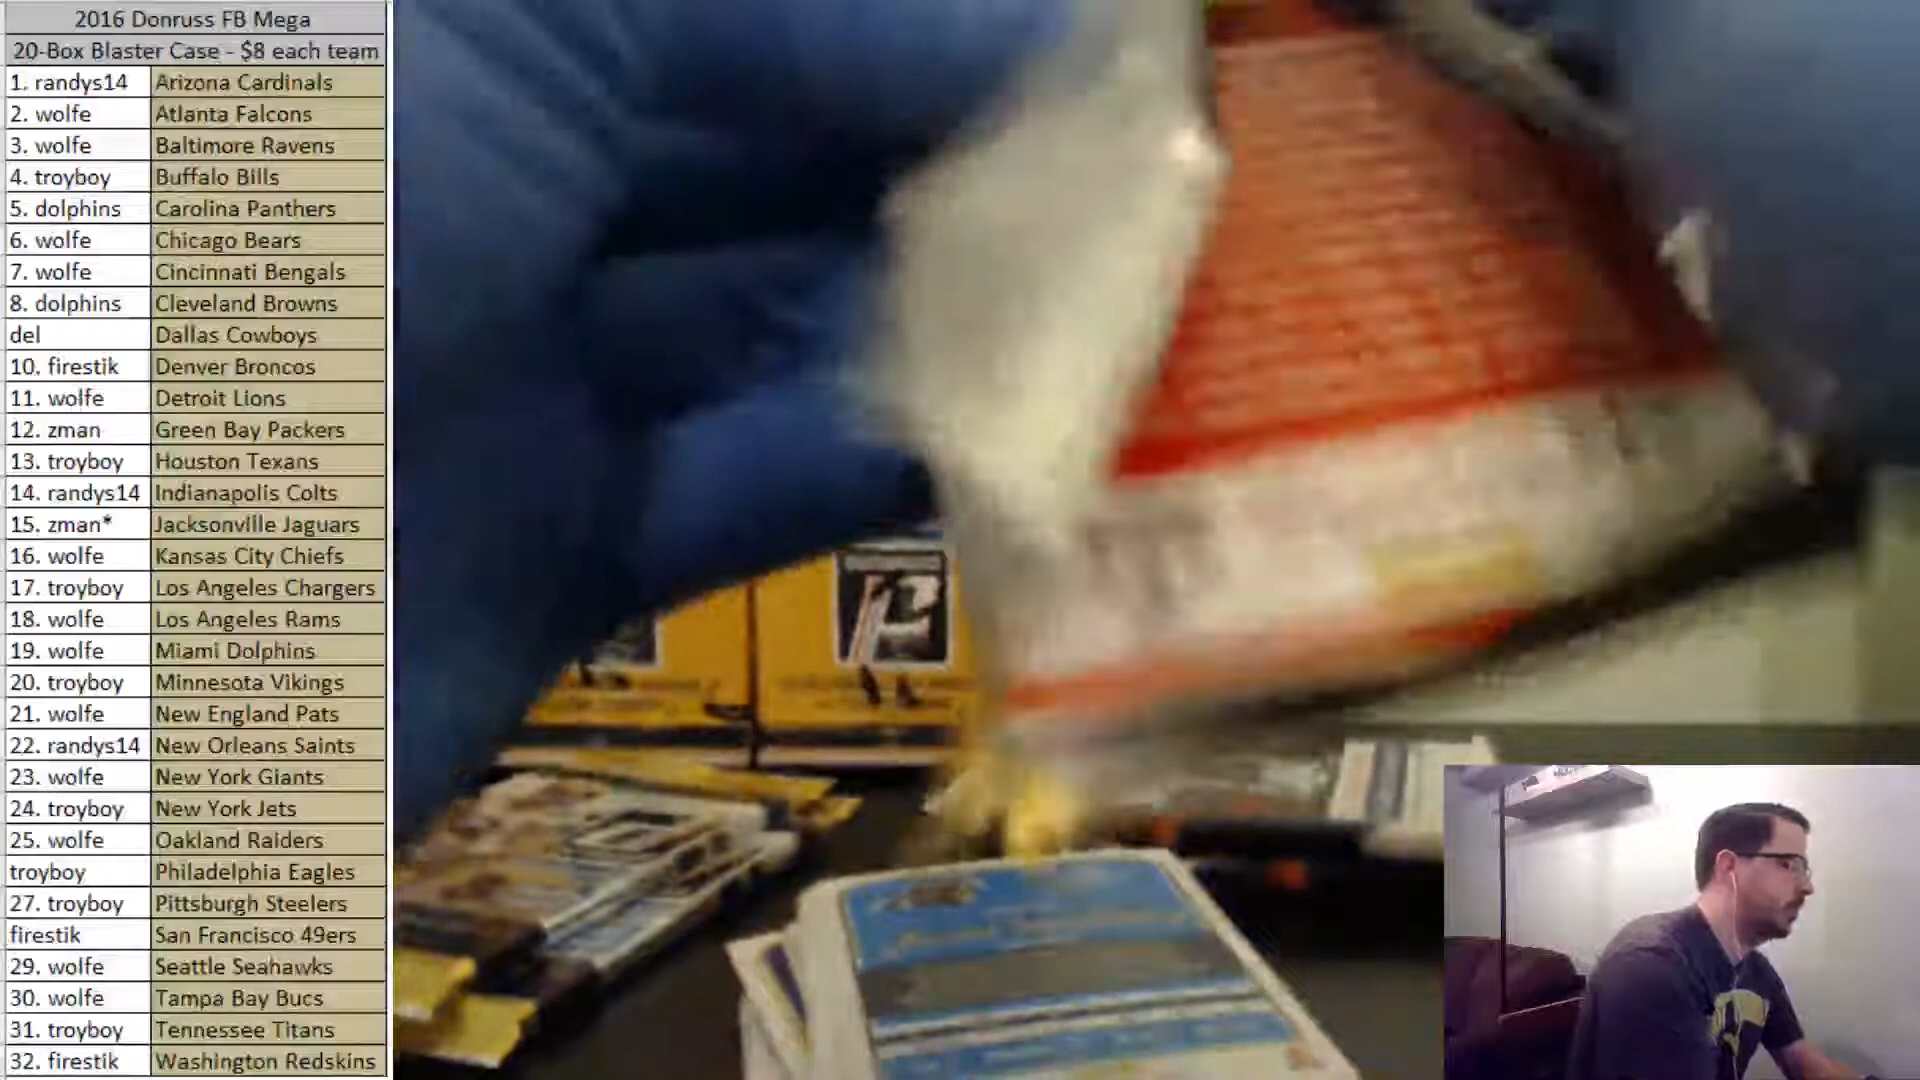 2016 Donruss FB Mega
20-Box Blaster Case - $8 each team
1. randys14 Arizona Cardinals
2. wolfe Atlanta Falcons
3. wolfe Baltimore Ravens
4. troyboy Buffalo Bills
5. dolphins Carolina Panthers
6. wolfe Chicago Bears
7. wolfe Cincinnati Bengals
8. dolphins Cleveland Browns
del Dallas Cowboys
10. firestik Denver Broncos
11. wolfe Detroit Lions
12. zman Green Bay Packers
13. troyboy Houston Texans
14. randys14 Indianapolis Colts
15. zman* Jacksonville Jaguars
16. wolfe Kansas City Chiefs
17. troyboy Los Angeles Chargers
18. wolfe Los Angeles Rams
19. wolfe Miami Dolphins
20. troyboy Minnesota Vikings
21. wolfe New England Pats
22. randys14 New Orleans Saints
23. wolfe New York Giants
24. troyboy New York Jets
25. wolfe Oakland Raiders
troyboy Philadelphia Eagles
27. troyboy Pittsburgh Steelers
firestik San Francisco 49ers
29. wolfe Seattle Seahawks
30. wolfe Tampa Bay Bucs
31. troyboy Tennessee Titans
32. firestik Washington Redskins